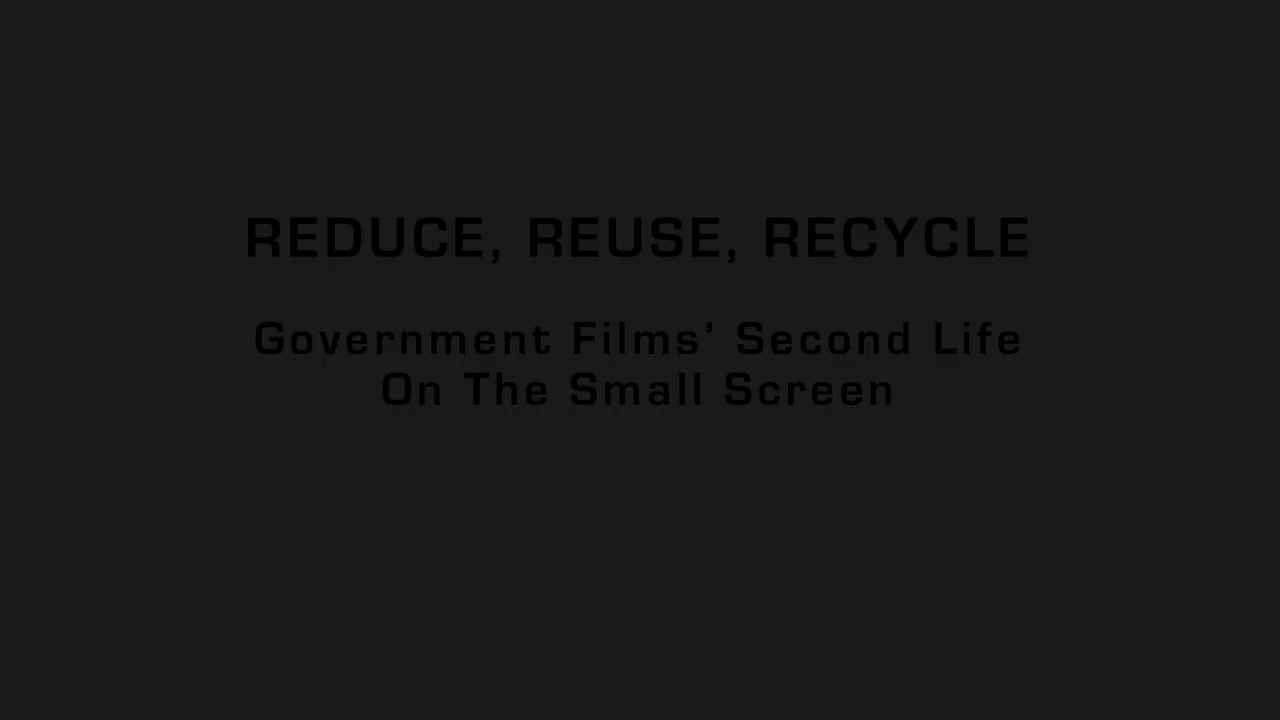 REDUCE, REUSE, RECYCLE
Government Films’ Second Life
On The Small Screen